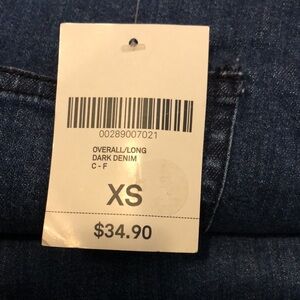 00289007021
OVERALL/LONG
DARK DENIM
C - F
XS
$34.90